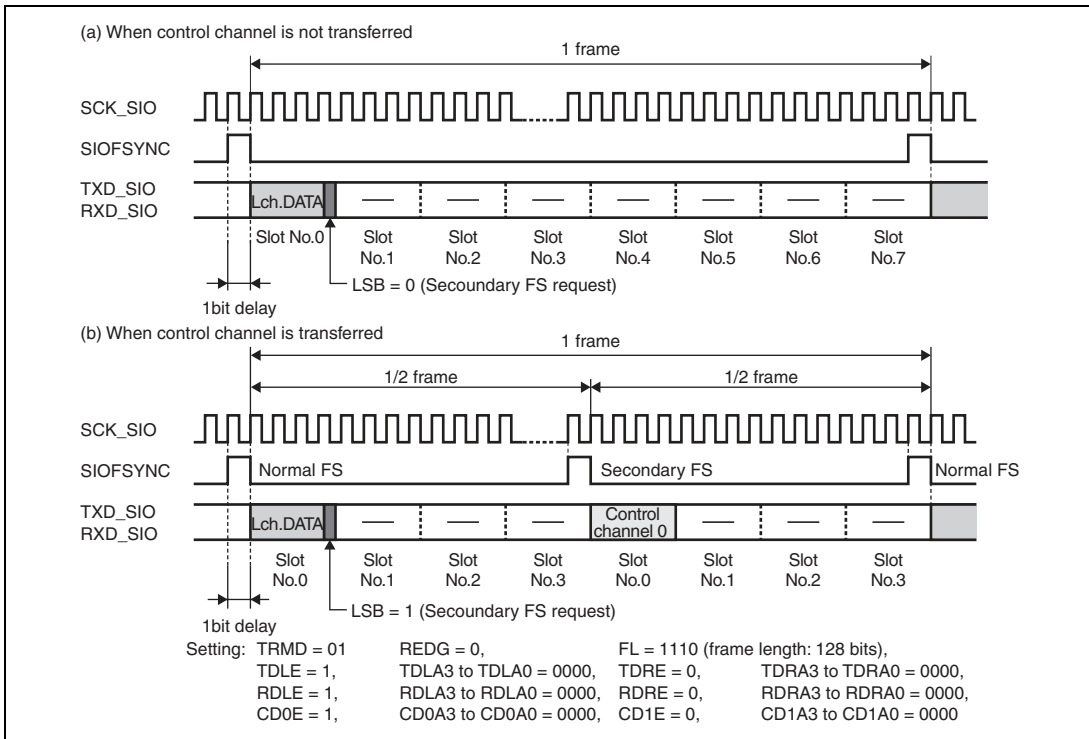 (a) When control channel is not transferred
1 frame
SCK_SIO
SIOFSYNC
TXD_SIO
RXD_SIO
Lch.DATA
Slot No.0
Slot No.1
Slot No.2
Slot No.3
Slot No.4
Slot No.5
Slot No.6
Slot No.7
LSB = 0 (Secoundary FS request)
1bit delay
(b) When control channel is transferred
1 frame
1/2 frame 1/2 frame
SCK_SIO
SIOFSYNC Normal FS Secondary FS Normal FS
TXD_SIO
RXD_SIO
Lch.DATA
Control channel 0
Slot No.0
Slot No.1
Slot No.2
Slot No.3
Slot No.0
Slot No.1
Slot No.2
Slot No.3
LSB = 1 (Secoundary FS request)
1bit delay
Setting: TRMD = 01 REDG = 0, FL = 1110 (frame length: 128 bits),
TDLE = 1, TDLA3 to TDLA0 = 0000, TDRE = 0, TDRA3 to TDRA0 = 0000,
RDLE = 1, RDLA3 to RDLA0 = 0000, RDRE = 0, RDRA3 to RDRA0 = 0000,
CD0E = 1, CD0A3 to CD0A0 = 0000, CD1E = 0, CD1A3 to CD1A0 = 0000